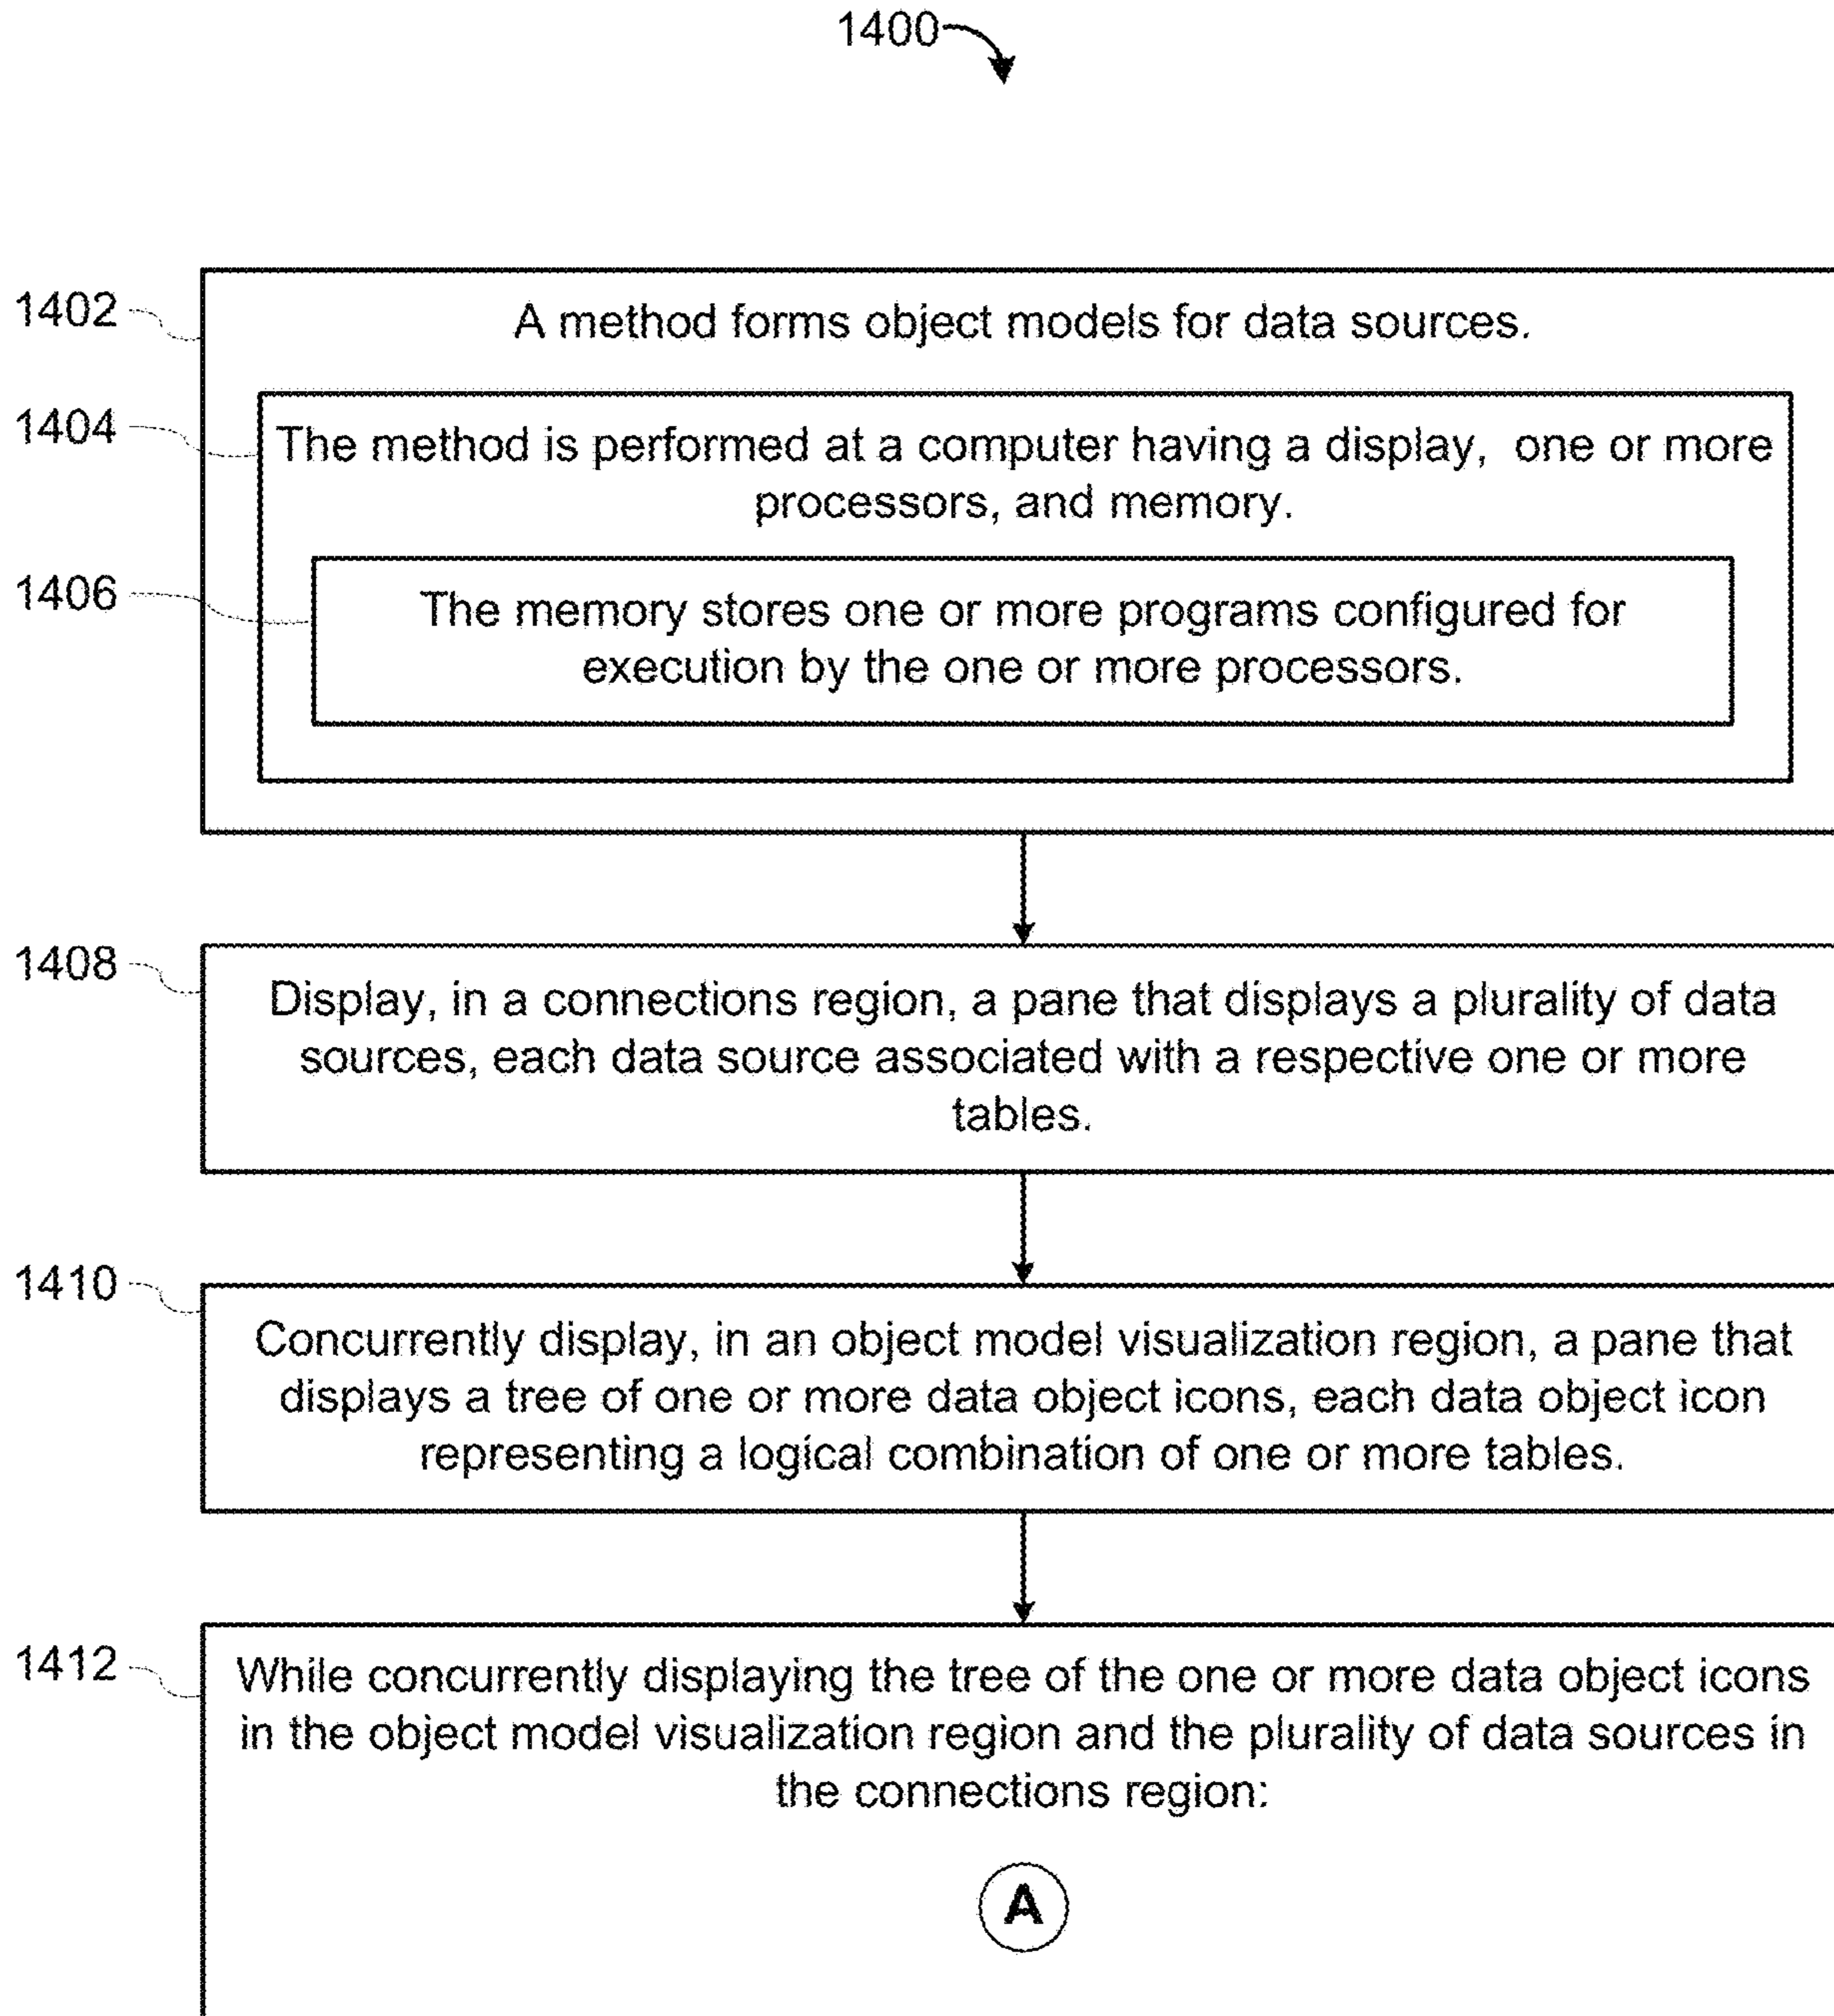 1400
1402
A method forms object models for data sources.
1404
The method is performed at a computer having a display, one or more
processors, and memory.
1406
The memory stores one or more programs configured for
execution by the one or more processors.
1408
Display, in a connections region, a pane that displays a plurality of data
sources, each data source associated with a respective one or more
tables.
1410
Concurrently display, in an object model visualization region, a pane that
displays a tree of one or more data object icons, each data object icon
representing a logical combination of one or more tables.
1412
While concurrently displaying the tree of the one or more data object icons
in the object model visualization region and the plurality of data sources in
the connections region:
A